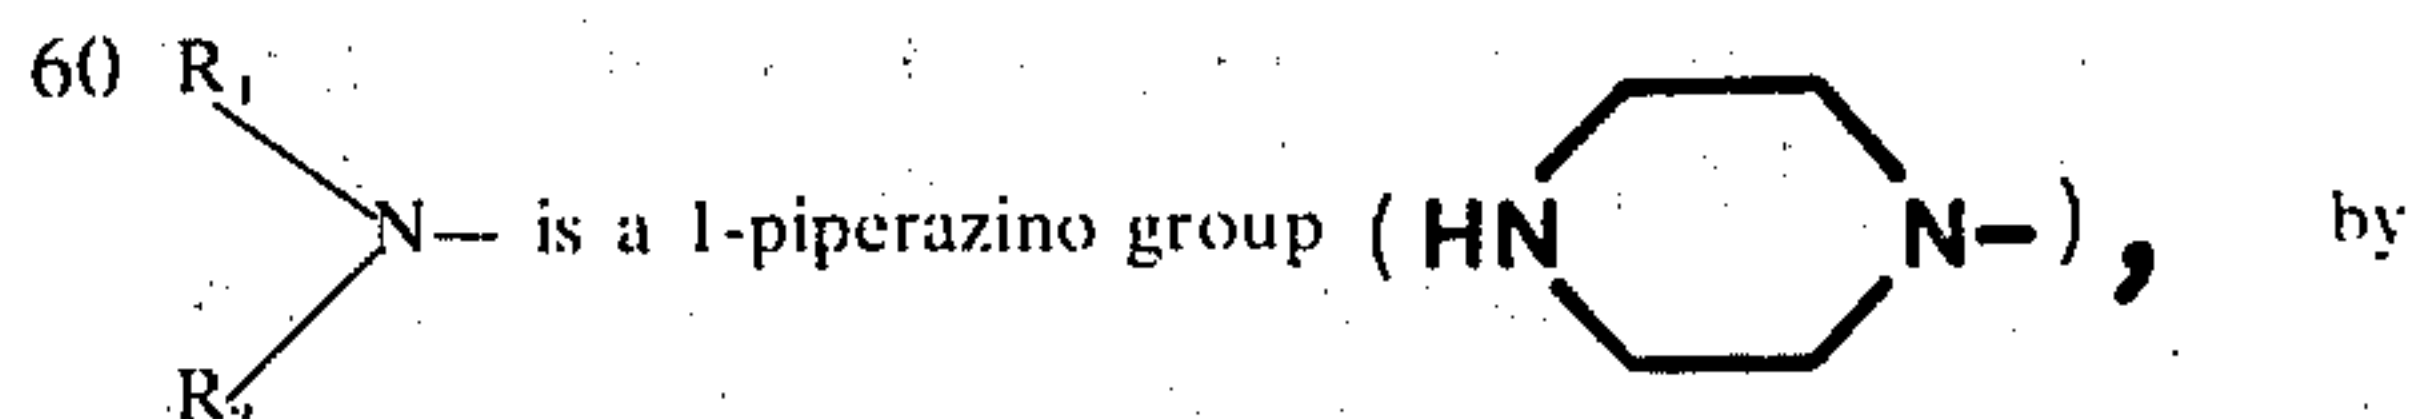 60 R₁
N— is a 1-piperazino group ( HN N– ), by
R₂